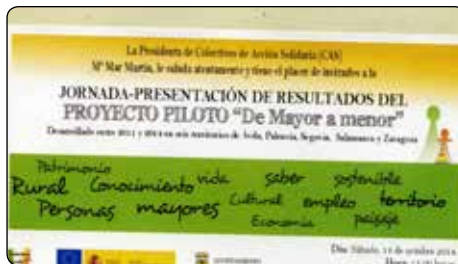 La Presidenta de Colectivos de Acción Solidaria (CAS)
Mª Mar Martín, le saluda atentamente y tiene el placer de invitarles a la
JORNADA-PRESENTACIÓN DE RESULTADOS DEL
PROYECTO PILOTO "De Mayor a menor"
Desarrollado entre 2011 y 2014 en seis territorios de Ávila, Palencia, Segovia, Salamanca y Zaragoza
Patrimonio
vida saber sostenible
Rural Conocimiento
Cultural empleo territorio
Personas mayores
Economía paisaje
Día: Sábado, de octubre 2014